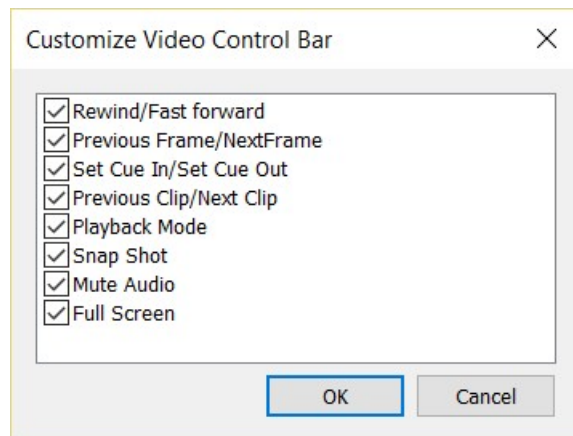 Customize Video Control Bar
Rewind/Fast forward
Previous Frame/NextFrame
Set Cue In/Set Cue Out
Previous Clip/Next Clip
Playback Mode
Snap Shot
Mute Audio
Full Screen
OK Cancel